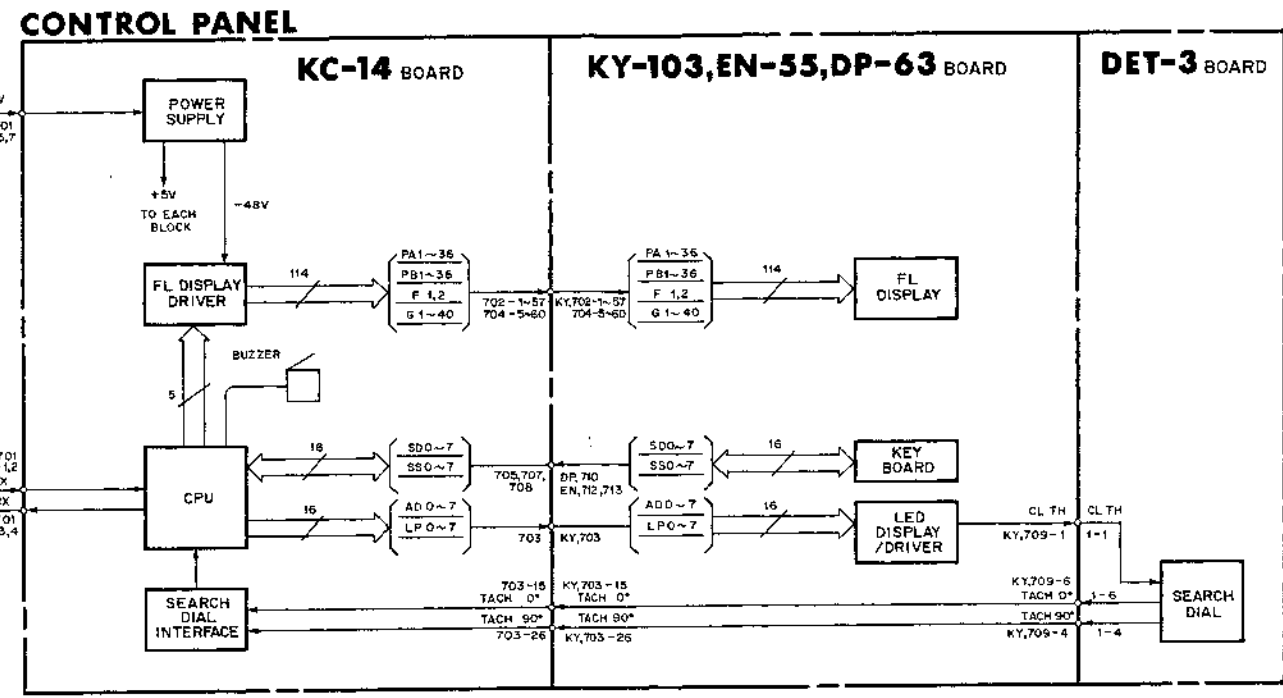 CONTROL PANEL
KC-14 BOARD
KY-103,EN-55,DP-63 BOARD
DET-3 BOARD
POWER
SUPPLY
+5V
TO EACH
BLOCK
-48V
FL DISPLAY
DRIVER
114
PA1~36
PB1~36
F 1,2
G1~40
702-1~57
704-5~60
KY,702-1~57
704-5~60
PA1~36
PB1~36
F 1,2
G1~40
114
FL
DISPLAY
BUZZER
5
CPU
16
SD0~7
SS0~7
705,707,
708
DP,710
EN,712,713
SD0~7
SS0~7
16
KEY
BOARD
16
AD0~7
LP0~7
703
KY,703
AD0~7
LP0~7
16
LED
DISPLAY
/DRIVER
CL TH
KY,709-1
CL TH
1-1
SEARCH
DIAL
INTERFACE
703-15
TACH 0°
TACH 90°
703-26
KY,703-15
TACH 0°
TACH 90°
KY,703-26
KY,709-6
TACH 0°
TACH 90°
KY,709-4
1-6
1-4
SEARCH
DIAL